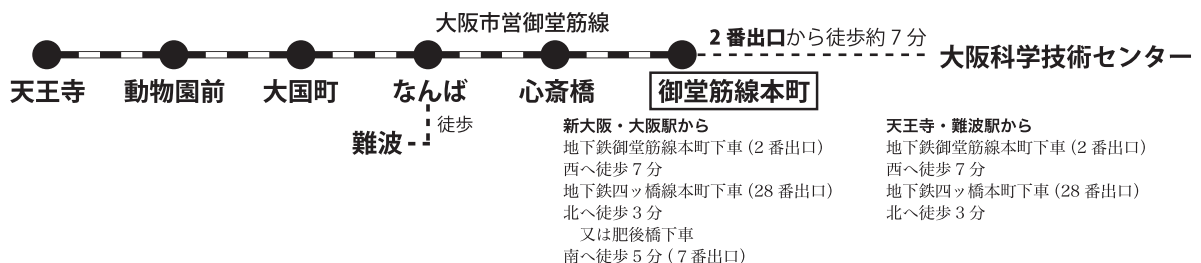 大阪市営御堂筋線
2 番出口から徒歩約 7 分
大阪科学技術センター
天王寺
動物園前
大国町
なんば
心斎橋
御堂筋線本町
徒歩
難波
新大阪・大阪駅から
地下鉄御堂筋線本町下車（2 番出口）
西へ徒歩 7 分
地下鉄四ッ橋線本町下車（28 番出口）
北へ徒歩 3 分
又は肥後橋下車
南へ徒歩 5 分（7 番出口）
天王寺・難波駅から
地下鉄御堂筋線本町下車（2 番出口）
西へ徒歩 7 分
地下鉄四ッ橋本町下車（28 番出口）
北へ徒歩 3 分